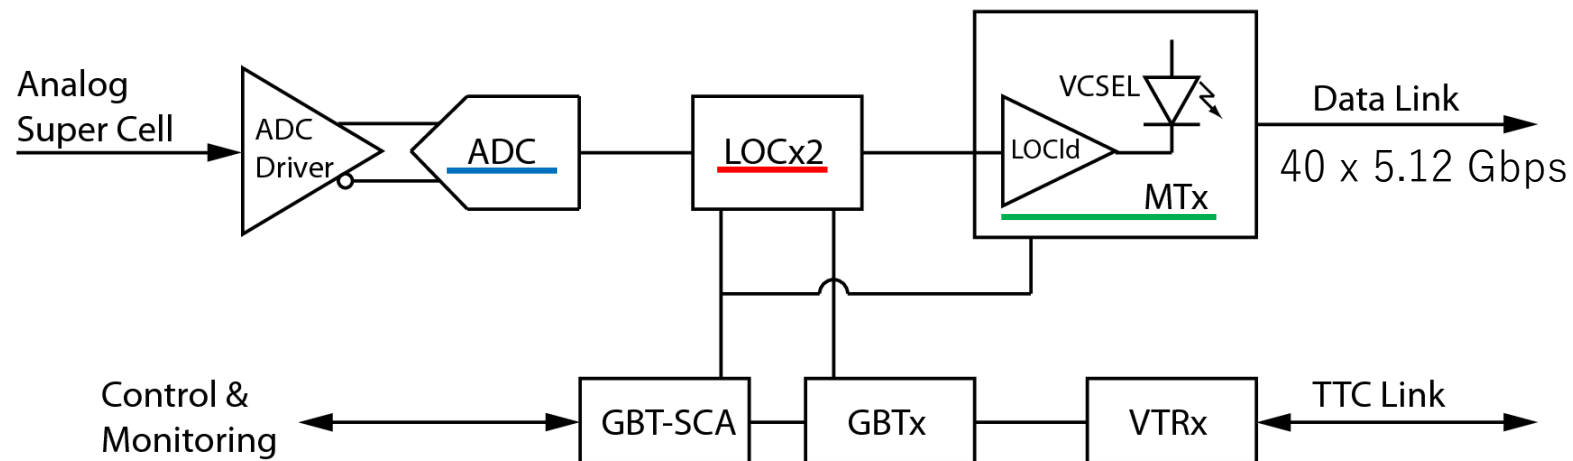 Analog
Super Cell
ADC
Driver
ADC
LOCx2
VCSEL
LOCld
MTx
Data Link
40 x 5.12 Gbps
Control &
Monitoring
GBT-SCA
GBTx
VTRx
TTC Link